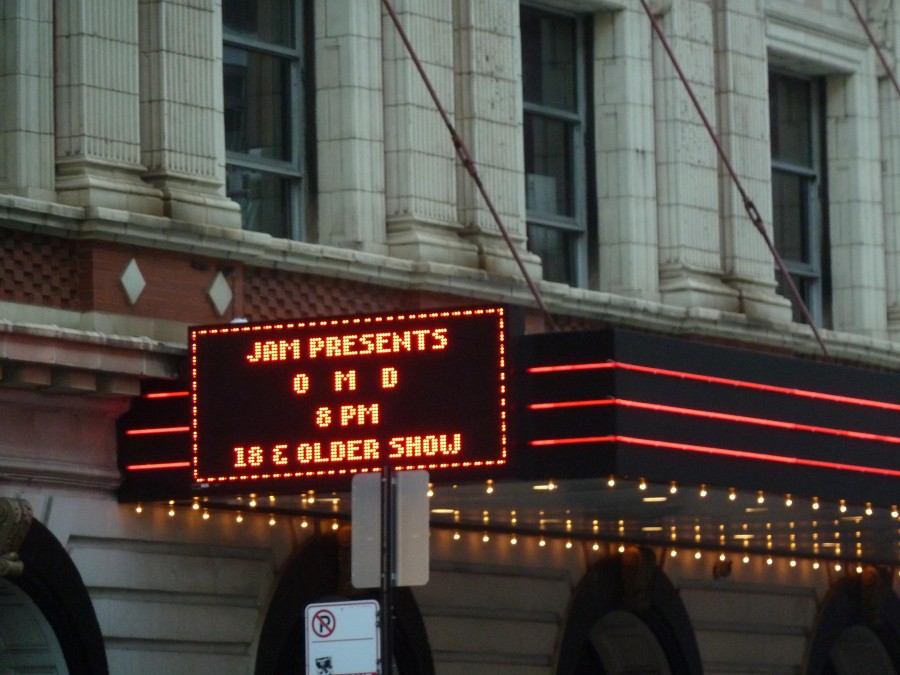 JAM PRESENTS
O M D
8 PM
18 & OLDER SHOW
P